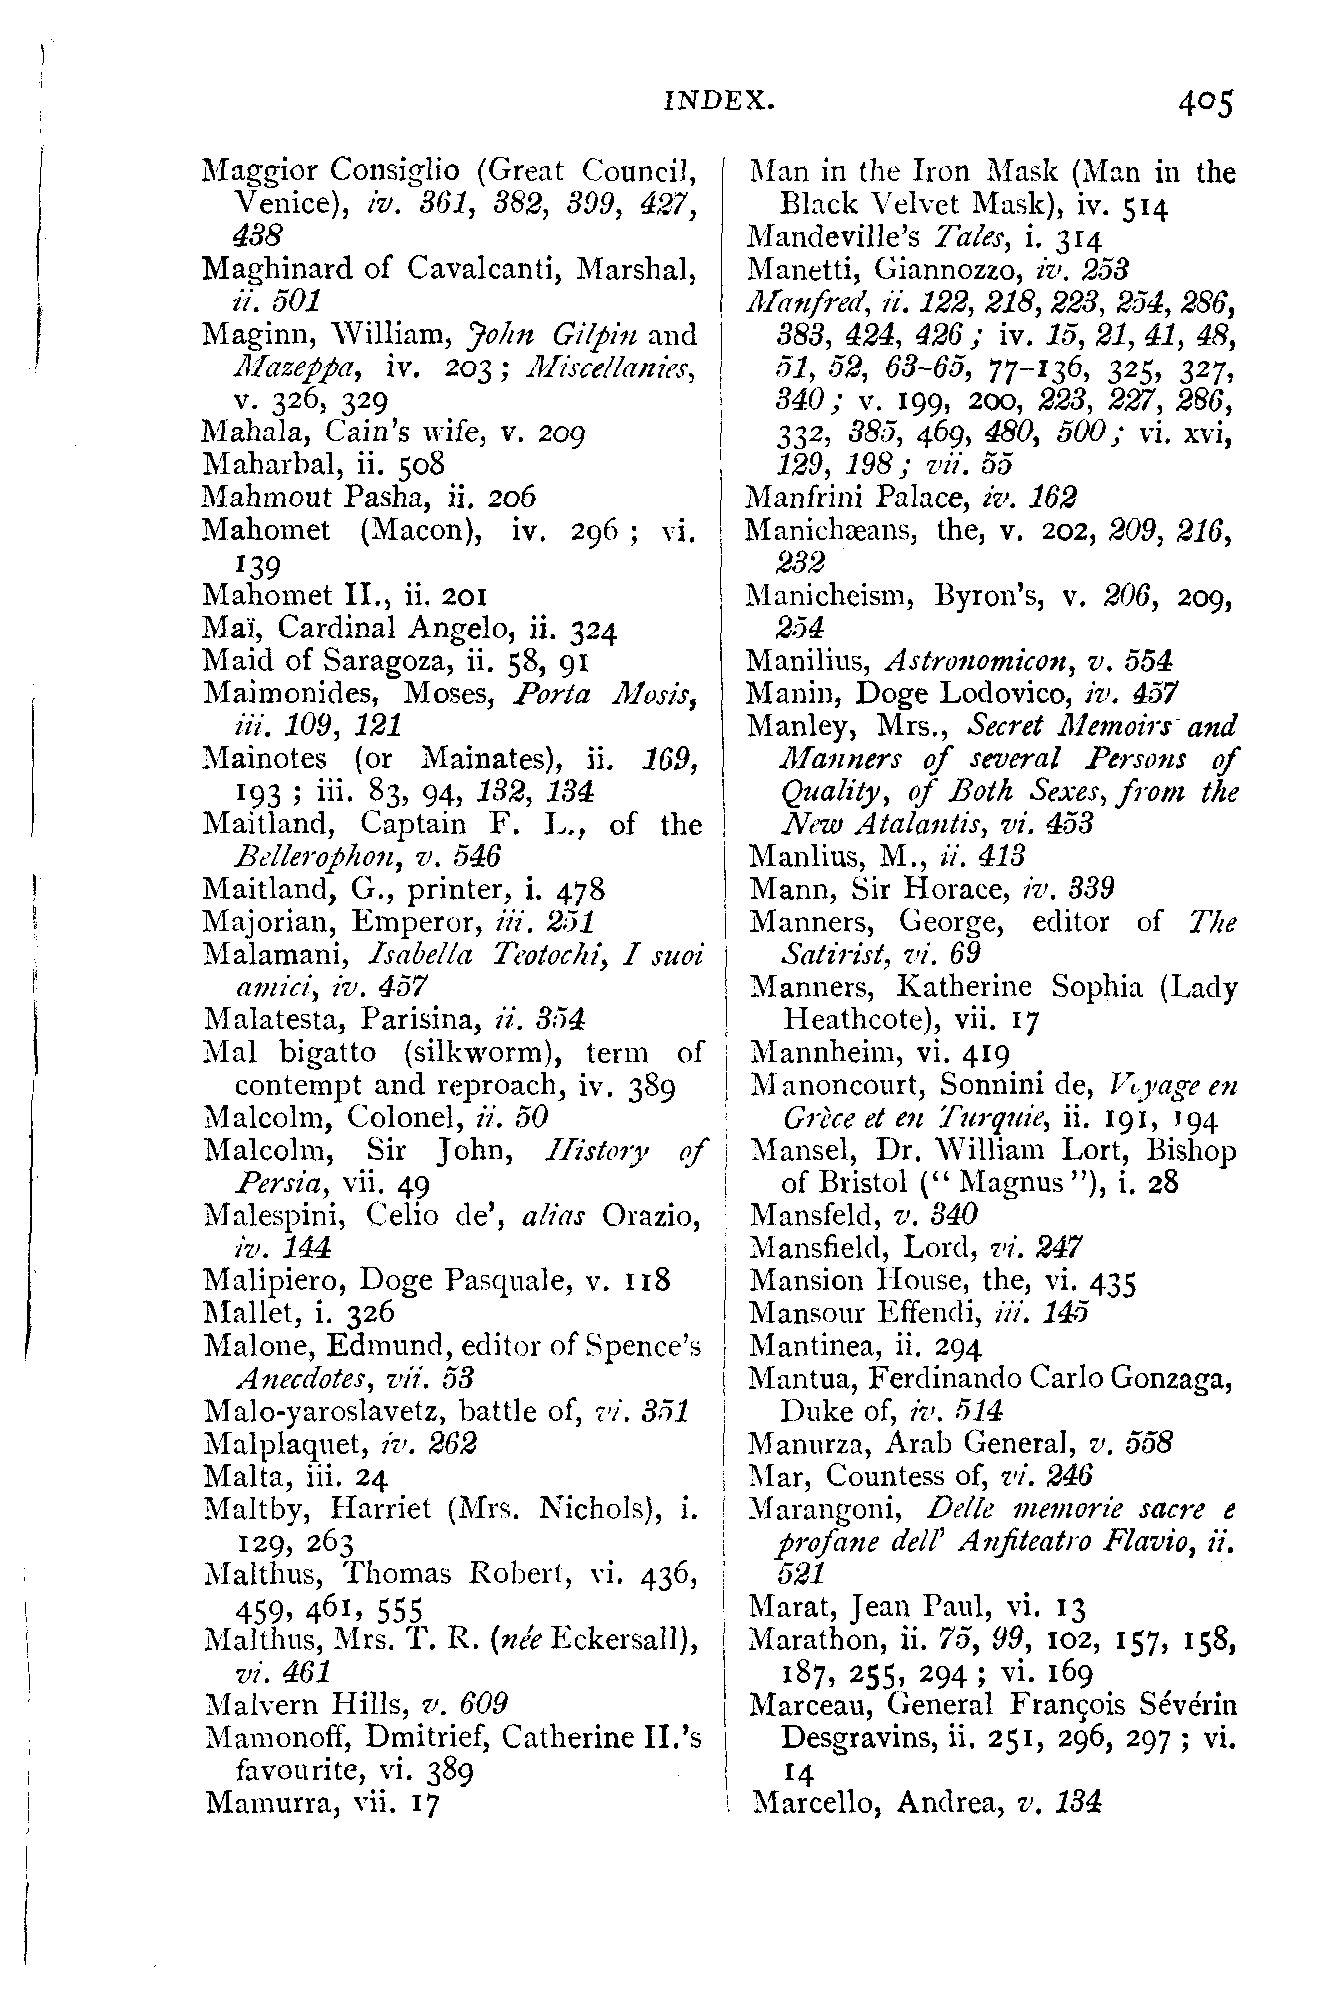 INDEX.
405
Maggior Consiglio (Great Council,
Venice), iv. 361, 382, 399, 427,
438
Maghinard of Cavalcanti, Marshal,
ii. 501
Maginn, William, John Gilpin and
Mazeppa, iv. 203; Miscellanies,
v. 326, 329
Mahala, Cain's wife, v. 209
Maharbal, ii. 508
Mahmout Pasha, ii. 206
Mahomet (Macon), iv. 296; vi.
139
Mahomet II., ii. 201
Maï, Cardinal Angelo, ii. 324
Maid of Saragoza, ii. 58, 91
Maimonides, Moses, Porta Mosis,
iii. 109, 121
Mainotes (or Mainates), ii. 169,
193; iii. 83, 94, 132, 134
Maitland, Captain F. L., of the
Bellerophon, v. 546
Maitland, G., printer, i. 478
Majorian, Emperor, iii. 251
Malamani, Isabella Teotochi, I suoi
amici, iv. 457
Malatesta, Parisina, ii. 354
Mal bigatto (silkworm), term of
contempt and reproach, iv. 389
Malcolm, Colonel, ii. 50
Malcolm, Sir John, History of
Persia, vii. 49
Malespini, Celio de', alias Orazio,
iv. 144
Malipiero, Doge Pasquale, v. 118
Mallet, i. 326
Malone, Edmund, editor of Spence's
Anecdotes, vii. 53
Malo-yaroslavetz, battle of, vi. 351
Malplaquet, iv. 262
Malta, iii. 24
Maltby, Harriet (Mrs. Nichols), i.
129, 263
Malthus, Thomas Robert, vi. 436,
459, 461, 555
Malthus, Mrs. T. R. (née Eckersall),
vi. 461
Malvern Hills, v. 609
Mamonoff, Dmitrief, Catherine II.'s
favourite, vi. 389
Mamurra, vii. 17
Man in the Iron Mask (Man in the
Black Velvet Mask), iv. 514
Mandeville's Tales, i. 314
Manetti, Giannozzo, iv. 253
Manfred, ii. 122, 218, 223, 254, 286,
383, 424, 426; iv. 15, 21, 41, 48,
51, 52, 63-65, 77-136, 325, 327,
340; v. 199, 200, 223, 227, 286,
332, 385, 469, 480, 500; vi. xvi,
129, 198; vii. 55
Manfrini Palace, iv. 162
Manichæans, the, v. 202, 209, 216,
232
Manicheism, Byron's, v. 206, 209,
254
Manilius, Astronomicon, v. 554
Manin, Doge Lodovico, iv. 457
Manley, Mrs., Secret Memoirs and
Manners of several Persons of
Quality, of Both Sexes, from the
New Atalantis, vi. 453
Manlius, M., ii. 413
Mann, Sir Horace, iv. 339
Manners, George, editor of The
Satirist, vi. 69
Manners, Katherine Sophia (Lady
Heathcote), vii. 17
Mannheim, vi. 419
Manoncourt, Sonnini de, Voyage en
Grèce et en Turquie, ii. 191, 194
Mansel, Dr. William Lort, Bishop
of Bristol ("Magnus"), i. 28
Mansfeld, v. 340
Mansfield, Lord, vi. 247
Mansion House, the, vi. 435
Mansour Effendi, iii. 145
Mantinea, ii. 294
Mantua, Ferdinando Carlo Gonzaga,
Duke of, iv. 514
Manurza, Arab General, v. 558
Mar, Countess of, vi. 246
Marangoni, Delle memorie sacre e
profane dell' Anfiteatro Flavio, ii.
521
Marat, Jean Paul, vi. 13
Marathon, ii. 75, 99, 102, 157, 158,
187, 255, 294; vi. 169
Marceau, General François Sévérin
Desgravins, ii. 251, 296, 297; vi.
14
Marcello, Andrea, v. 134